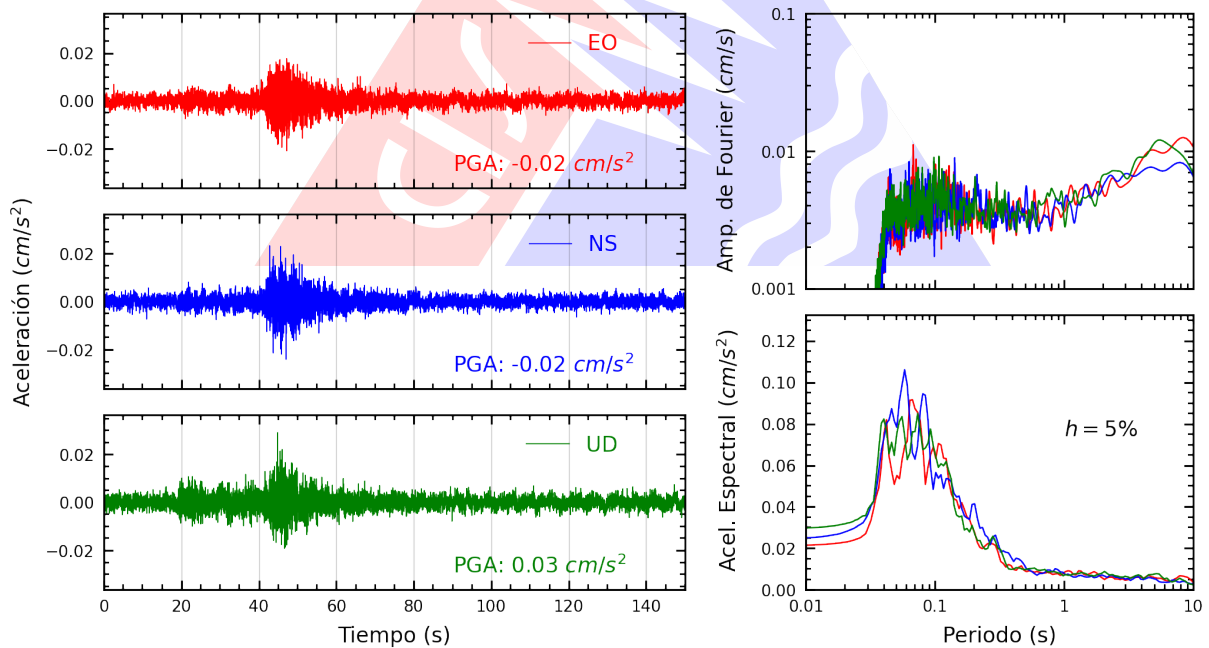 Aceleración (cm/s²)
0.02
0.00
−0.02
EO
PGA: -0.02 cm/s²
0.02
0.00
−0.02
NS
PGA: -0.02 cm/s²
0.02
0.00
−0.02
UD
PGA: 0.03 cm/s²
0 20 40 60 80 100 120 140
Tiempo (s)
Amp. de Fourier (cm/s)
0.1
0.01
0.001
Acel. Espectral (cm/s²)
0.12
0.10
0.08
0.06
0.04
0.02
0.00
h = 5%
0.01 0.1 1 10
Periodo (s)